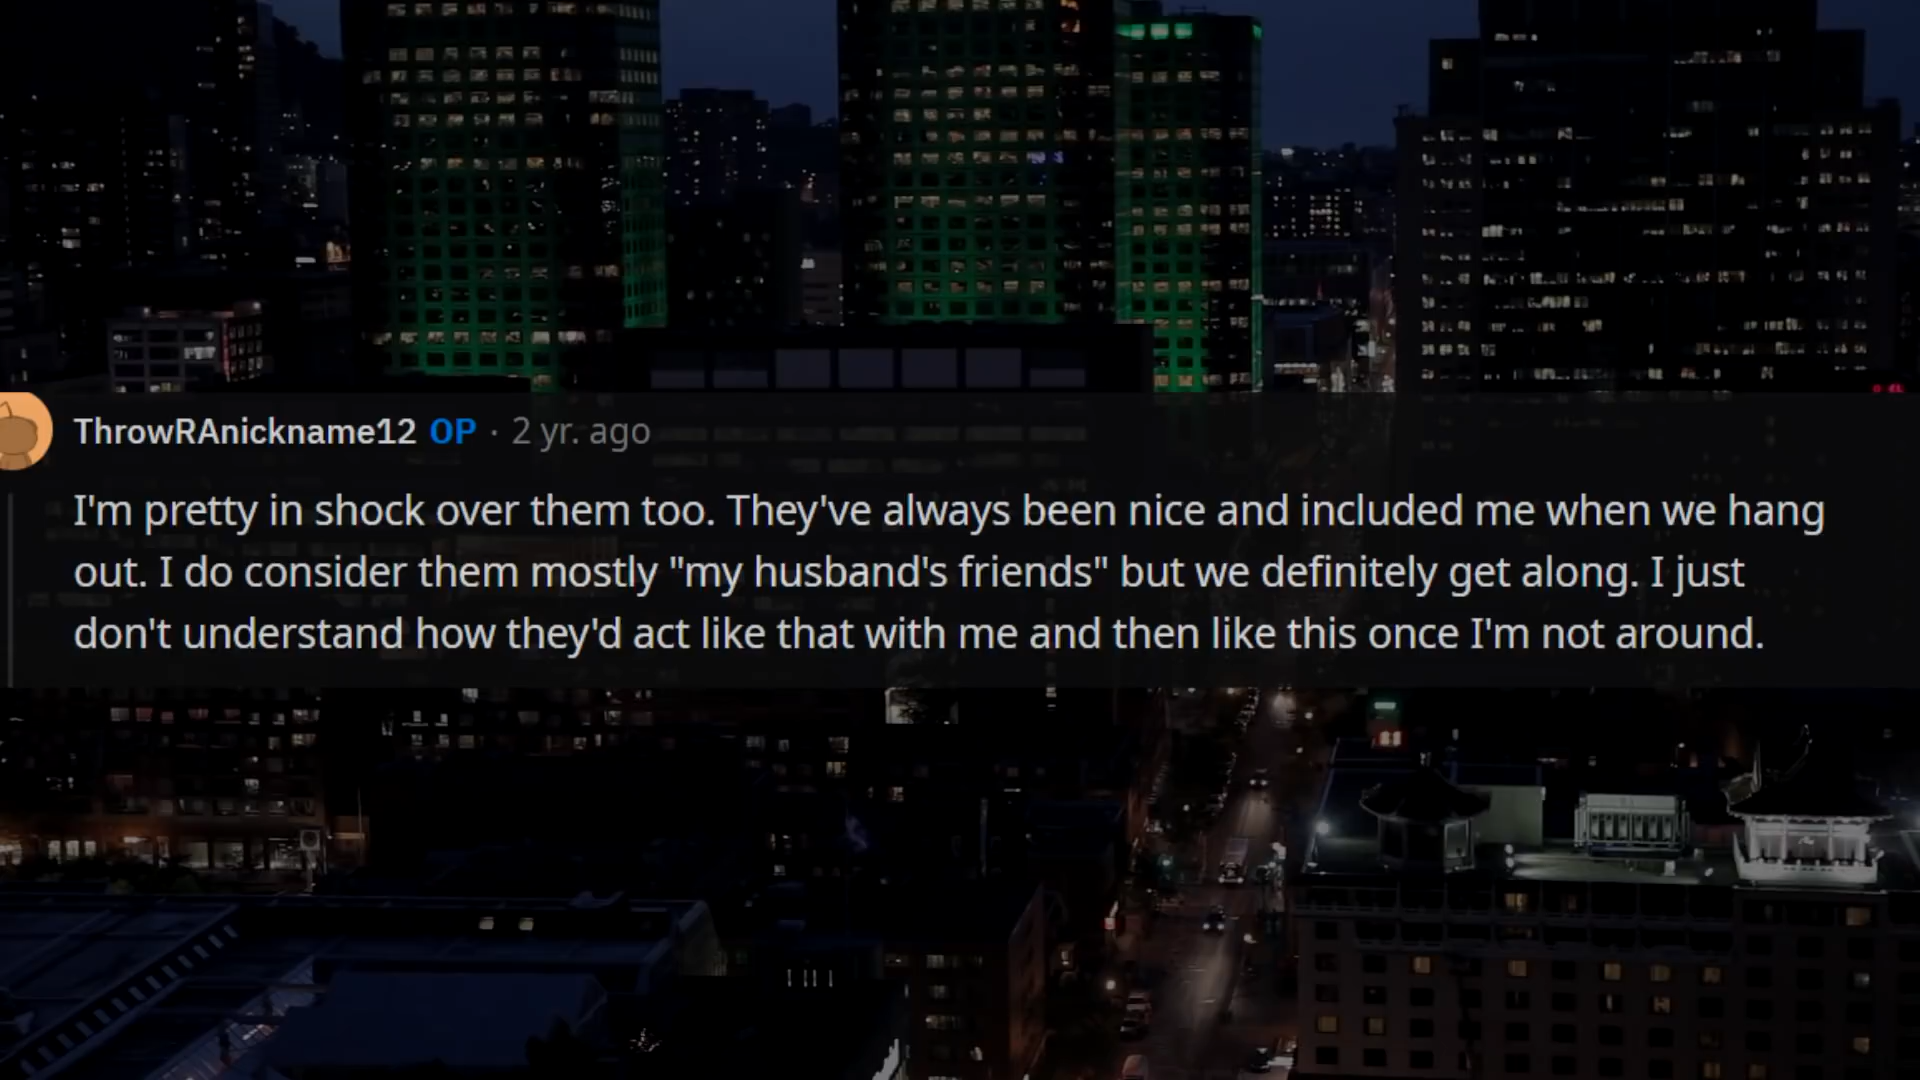 ThrowRAnickname12 OP · 2 yr. ago
I'm pretty in shock over them too. They've always been nice and included me when we hang
out. I do consider them mostly "my husband's friends" but we definitely get along. I just
don't understand how they'd act like that with me and then like this once I'm not around.